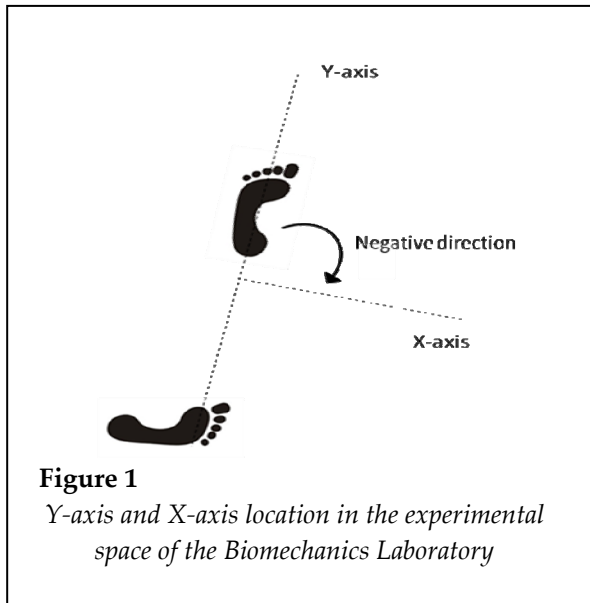 Y-axis
Negative direction
X-axis
Figure 1
Y-axis and X-axis location in the experimental
space of the Biomechanics Laboratory